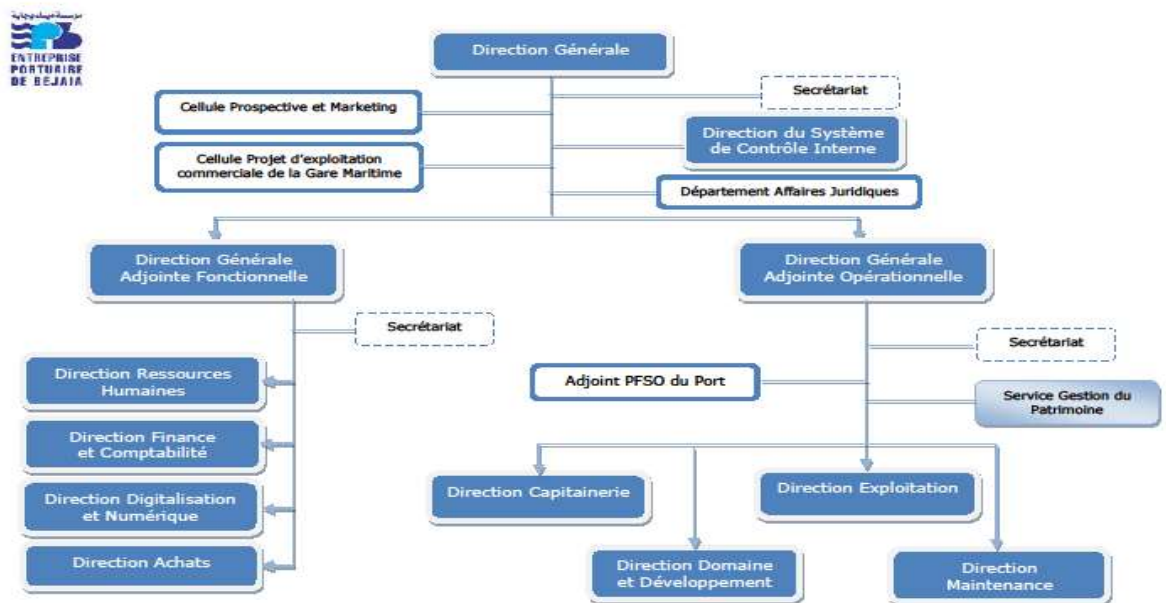 ENTREPRISE
PORTUAIRE
DE BEJAIA
Direction Générale
Secrétariat
Cellule Prospective et Marketing
Direction du Système
de Contrôle Interne
Cellule Projet d'exploitation
commerciale de la Gare Maritime
Département Affaires Juridiques
Direction Générale
Adjointe Fonctionnelle
Direction Générale
Adjointe Opérationnelle
Secrétariat
Secrétariat
Direction Ressources
Humaines
Adjoint PFSO du Port
Service Gestion du
Patrimoine
Direction Finance
et Comptabilité
Direction Capitainerie
Direction Exploitation
Direction Digitalisation
et Numérique
Direction Achats
Direction Domaine
et Développement
Direction
Maintenance